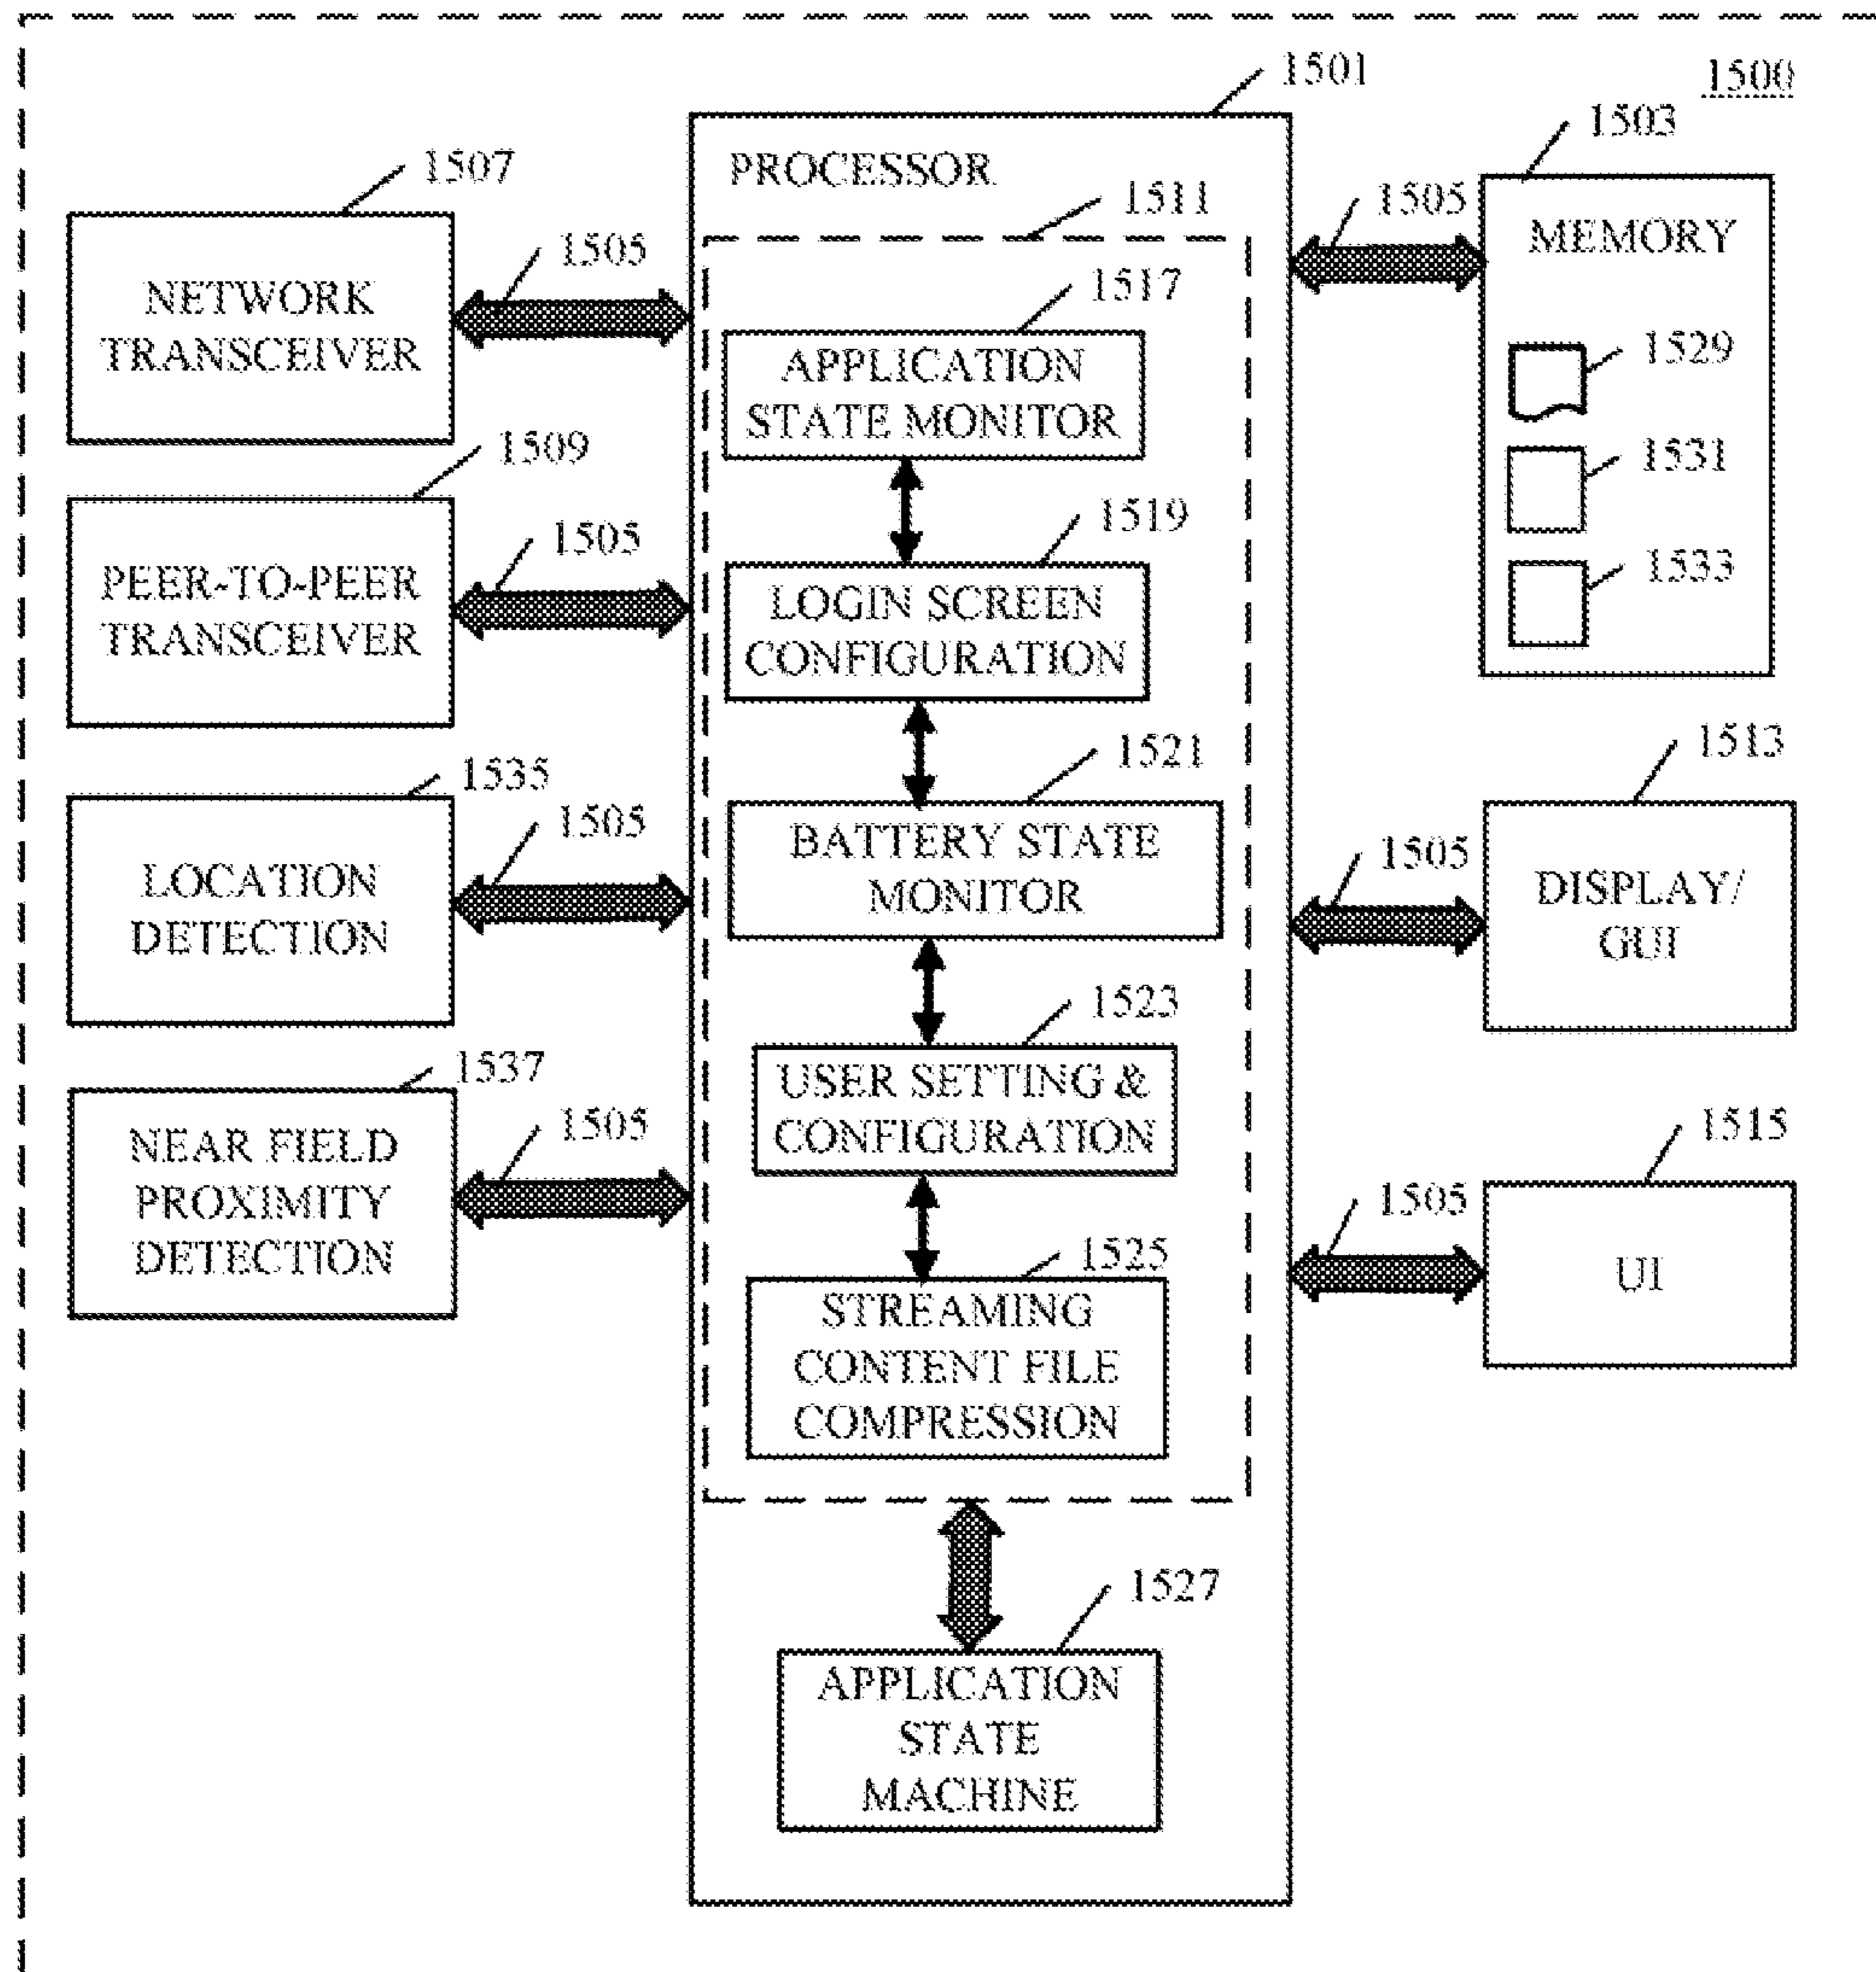 1500
1501
PROCESSOR
1503
MEMORY
1529
1531
1533
1507
NETWORK
TRANSCEIVER
1505
1509
PEER-TO-PEER
TRANSCEIVER
1505
1535
LOCATION
DETECTION
1505
1537
NEAR FIELD
PROXIMITY
DETECTION
1505
1511
1517
APPLICATION
STATE MONITOR
1519
LOGIN SCREEN
CONFIGURATION
1521
BATTERY STATE
MONITOR
1523
USER SETTING &
CONFIGURATION
1525
STREAMING
CONTENT FILE
COMPRESSION
1527
APPLICATION
STATE
MACHINE
1505
1505
1513
DISPLAY/
GUI
1505
1515
UI